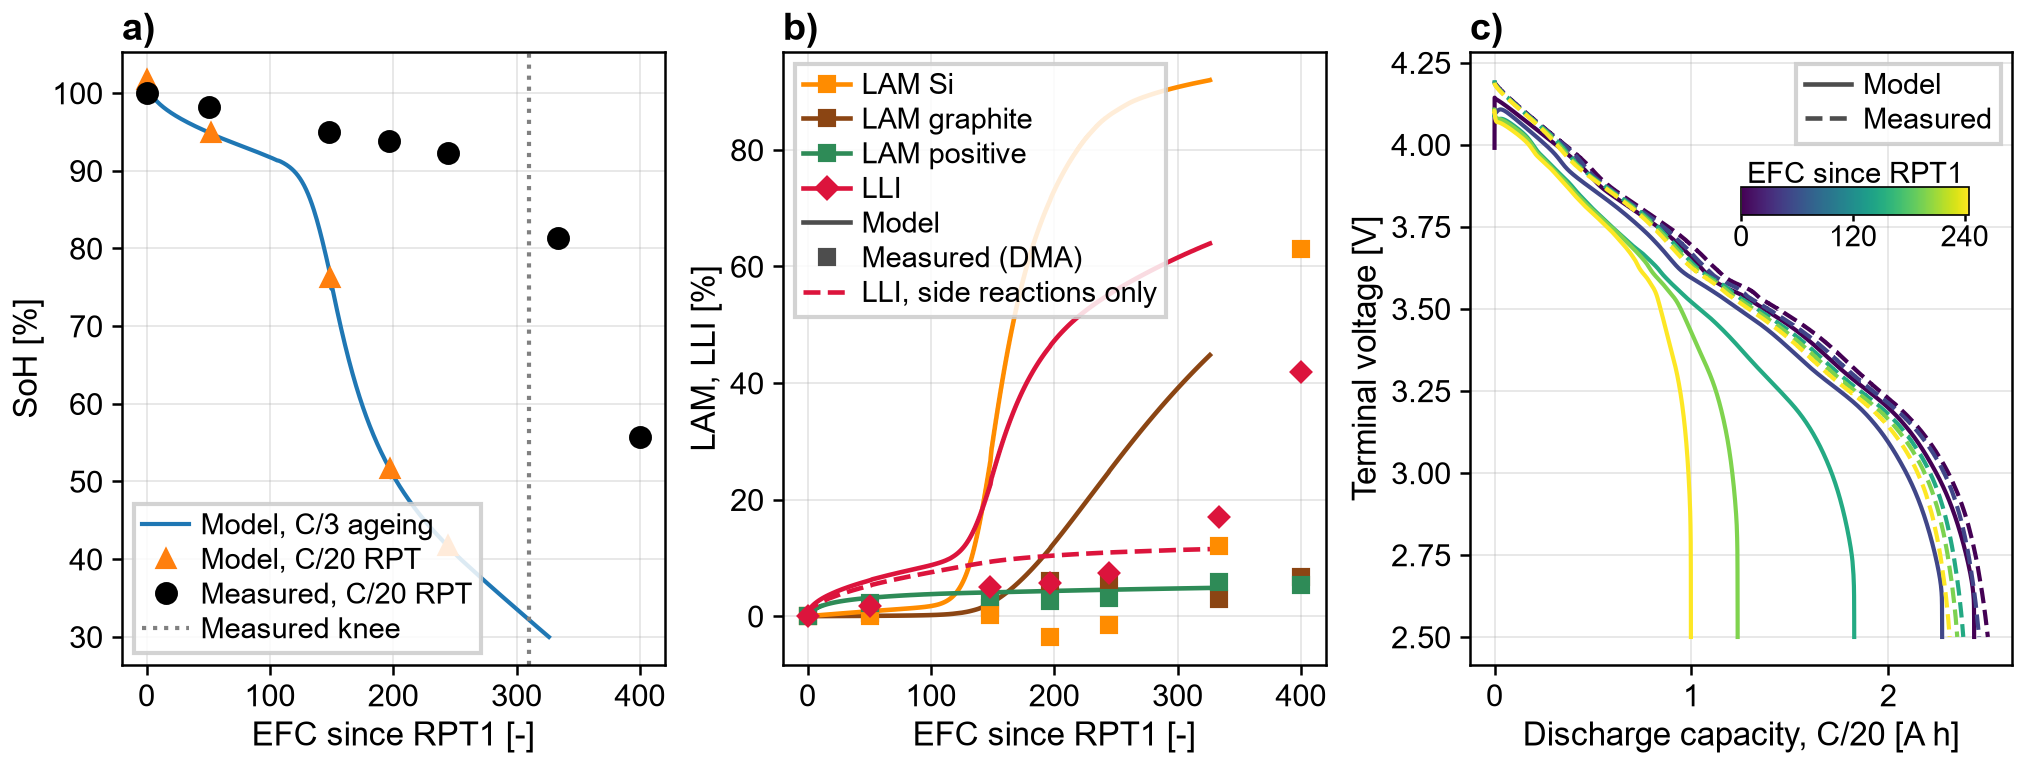 a)
SoH [%]
100
90
80
70
60
50
40
30
Model, C/3 ageing
Model, C/20 RPT
Measured, C/20 RPT
Measured knee
0
100
200
300
400
EFC since RPT1 [-]
b)
LAM, LLI [%]
80
60
40
20
0
LAM Si
LAM graphite
LAM positive
LLI
Model
Measured (DMA)
LLI, side reactions only
0
100
200
300
400
EFC since RPT1 [-]
c)
Terminal voltage [V]
4.25
4.00
3.75
3.50
3.25
3.00
2.75
2.50
Model
Measured
EFC since RPT1
0
120
240
0
1
2
Discharge capacity, C/20 [A h]